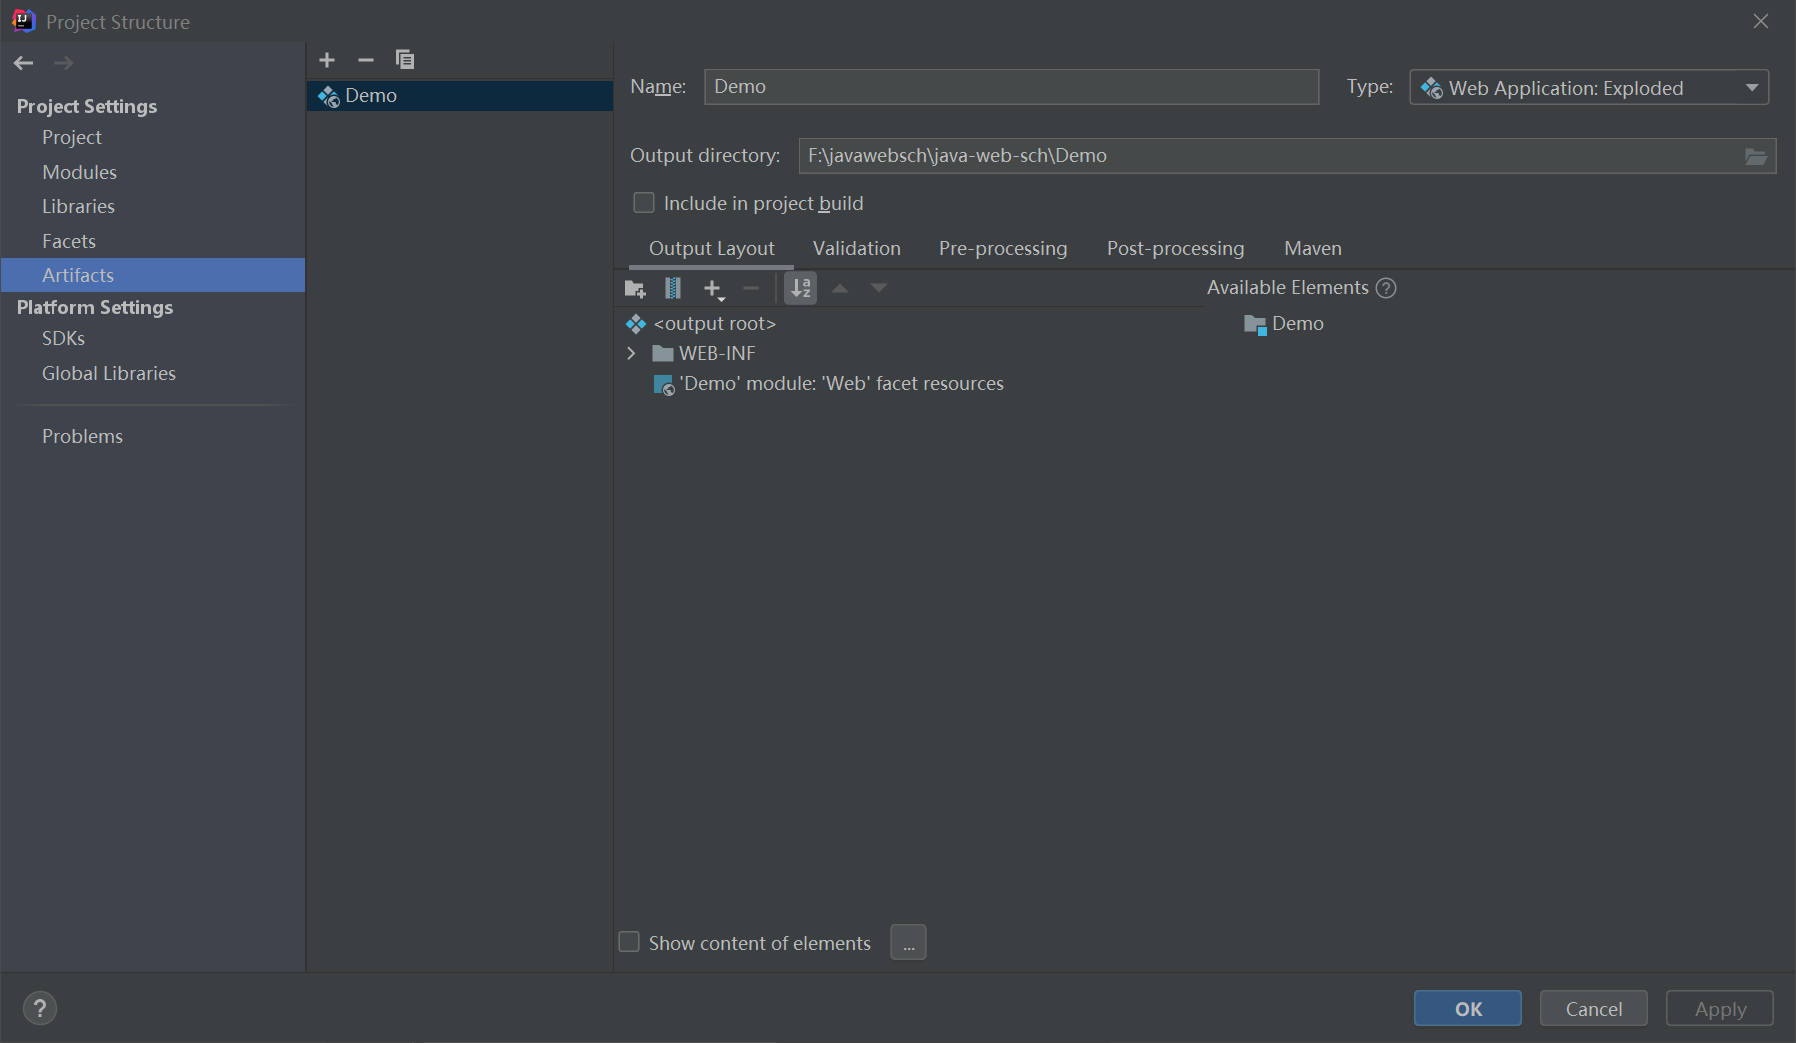 Project Structure
Project Settings
Project
Modules
Libraries
Facets
Artifacts
Platform Settings
SDKs
Global Libraries
Problems
Demo
Name: Demo Type: Web Application: Exploded
Output directory: F:\javawebsch\java-web-sch\Demo
Include in project build
Output Layout Validation Pre-processing Post-processing Maven
Available Elements ?
<output root>
WEB-INF
'Demo' module: 'Web' facet resources
Demo
Show content of elements ...
? OK Cancel Apply